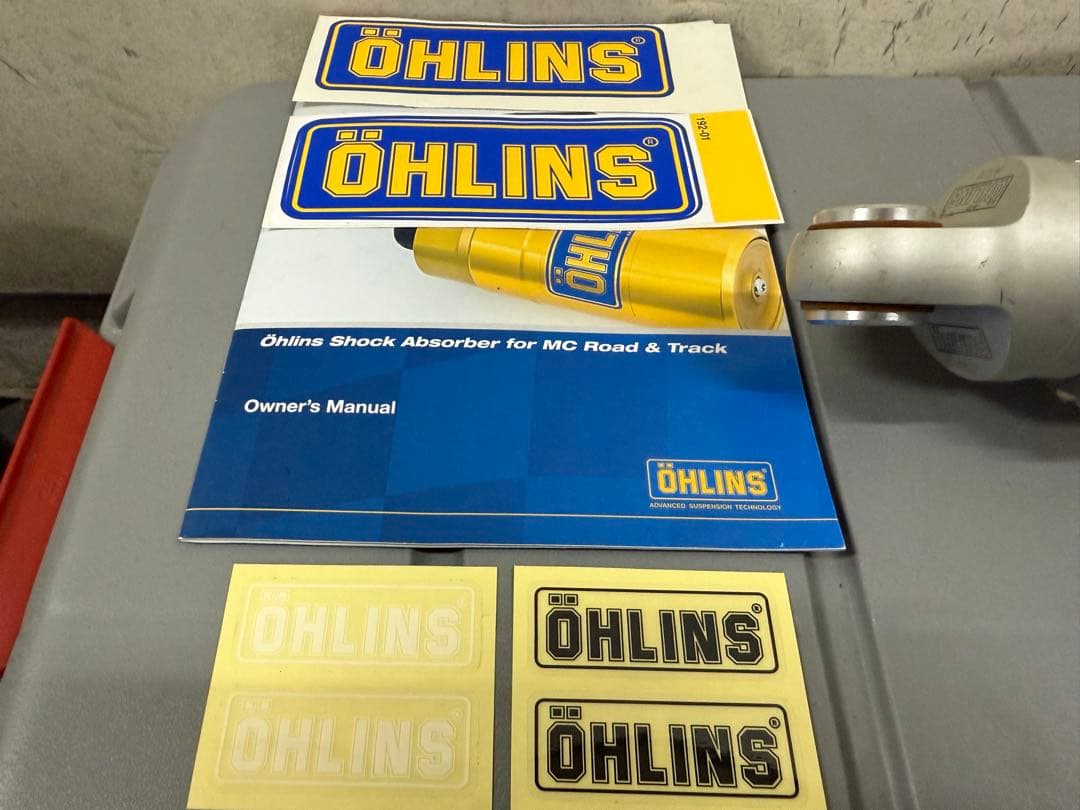 ÖHLINS®
ÖHLINS®
192-01
ÖHLI
Öhlins Shock Absorber for MC Road & Track
Owner's Manual
ÖHLINS®
ADVANCED SUSPENSION TECHNOLOGY
ÖHLINS®
ÖHLINS®
ÖHLINS®
ÖHLINS®